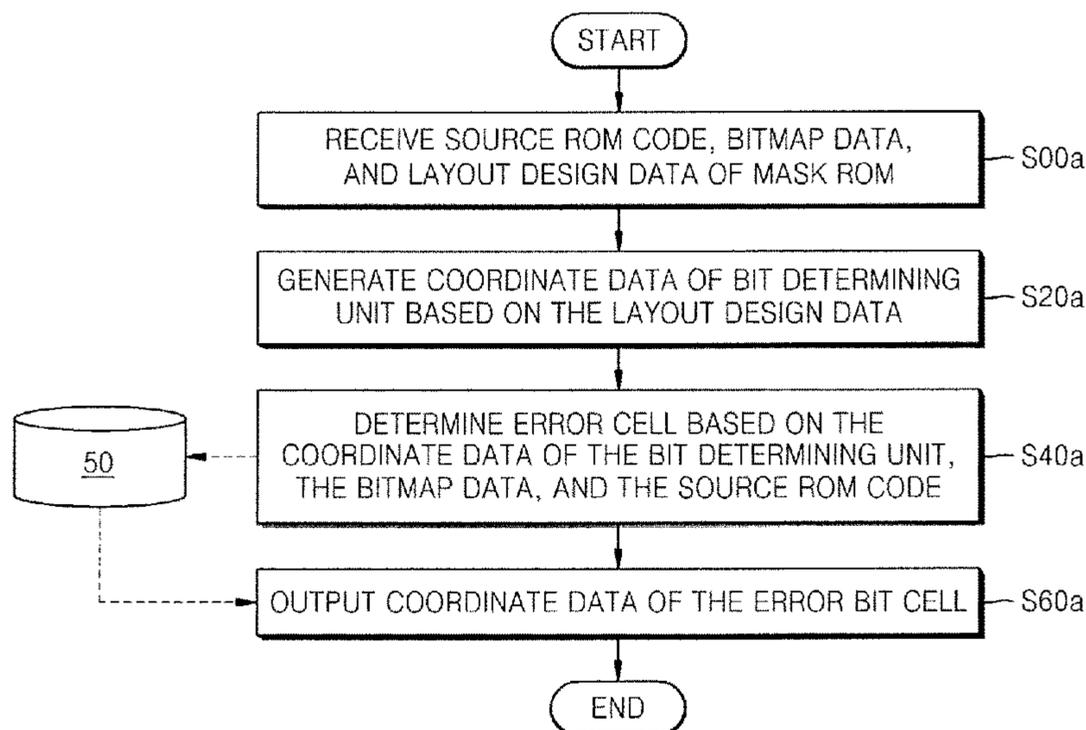 START
RECEIVE SOURCE ROM CODE, BITMAP DATA,
AND LAYOUT DESIGN DATA OF MASK ROM
S00a
GENERATE COORDINATE DATA OF BIT DETERMINING
UNIT BASED ON THE LAYOUT DESIGN DATA
S20a
DETERMINE ERROR CELL BASED ON THE
COORDINATE DATA OF THE BIT DETERMINING UNIT,
THE BITMAP DATA, AND THE SOURCE ROM CODE
S40a
50
OUTPUT COORDINATE DATA OF THE ERROR BIT CELL
S60a
END